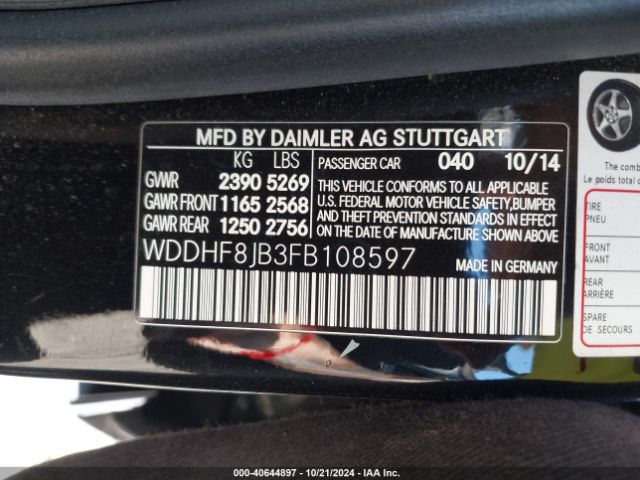 MFD BY DAIMLER AG STUTTGART
KG LBS
GVWR 2390 5269
GAWR FRONT 1165 2568
GAWR REAR 1250 2756
PASSENGER CAR 040 10/14
THIS VEHICLE CONFORMS TO ALL APPLICABLE
U.S. FEDERAL MOTOR VEHICLE SAFETY,BUMPER
AND THEFT PREVENTION STANDARDS IN EFFECT
ON THE DATE OF MANUFACTURE SHOWN ABOVE.
WDDHF8JB3FB108597
MADE IN GERMANY
The comb
Le poids total d
TIRE
PNEU
FRONT
AVANT
REAR
ARRIÈRE
SPARE
DE SECOURS
000-40644897 - 10/21/2024 - IAA Inc.